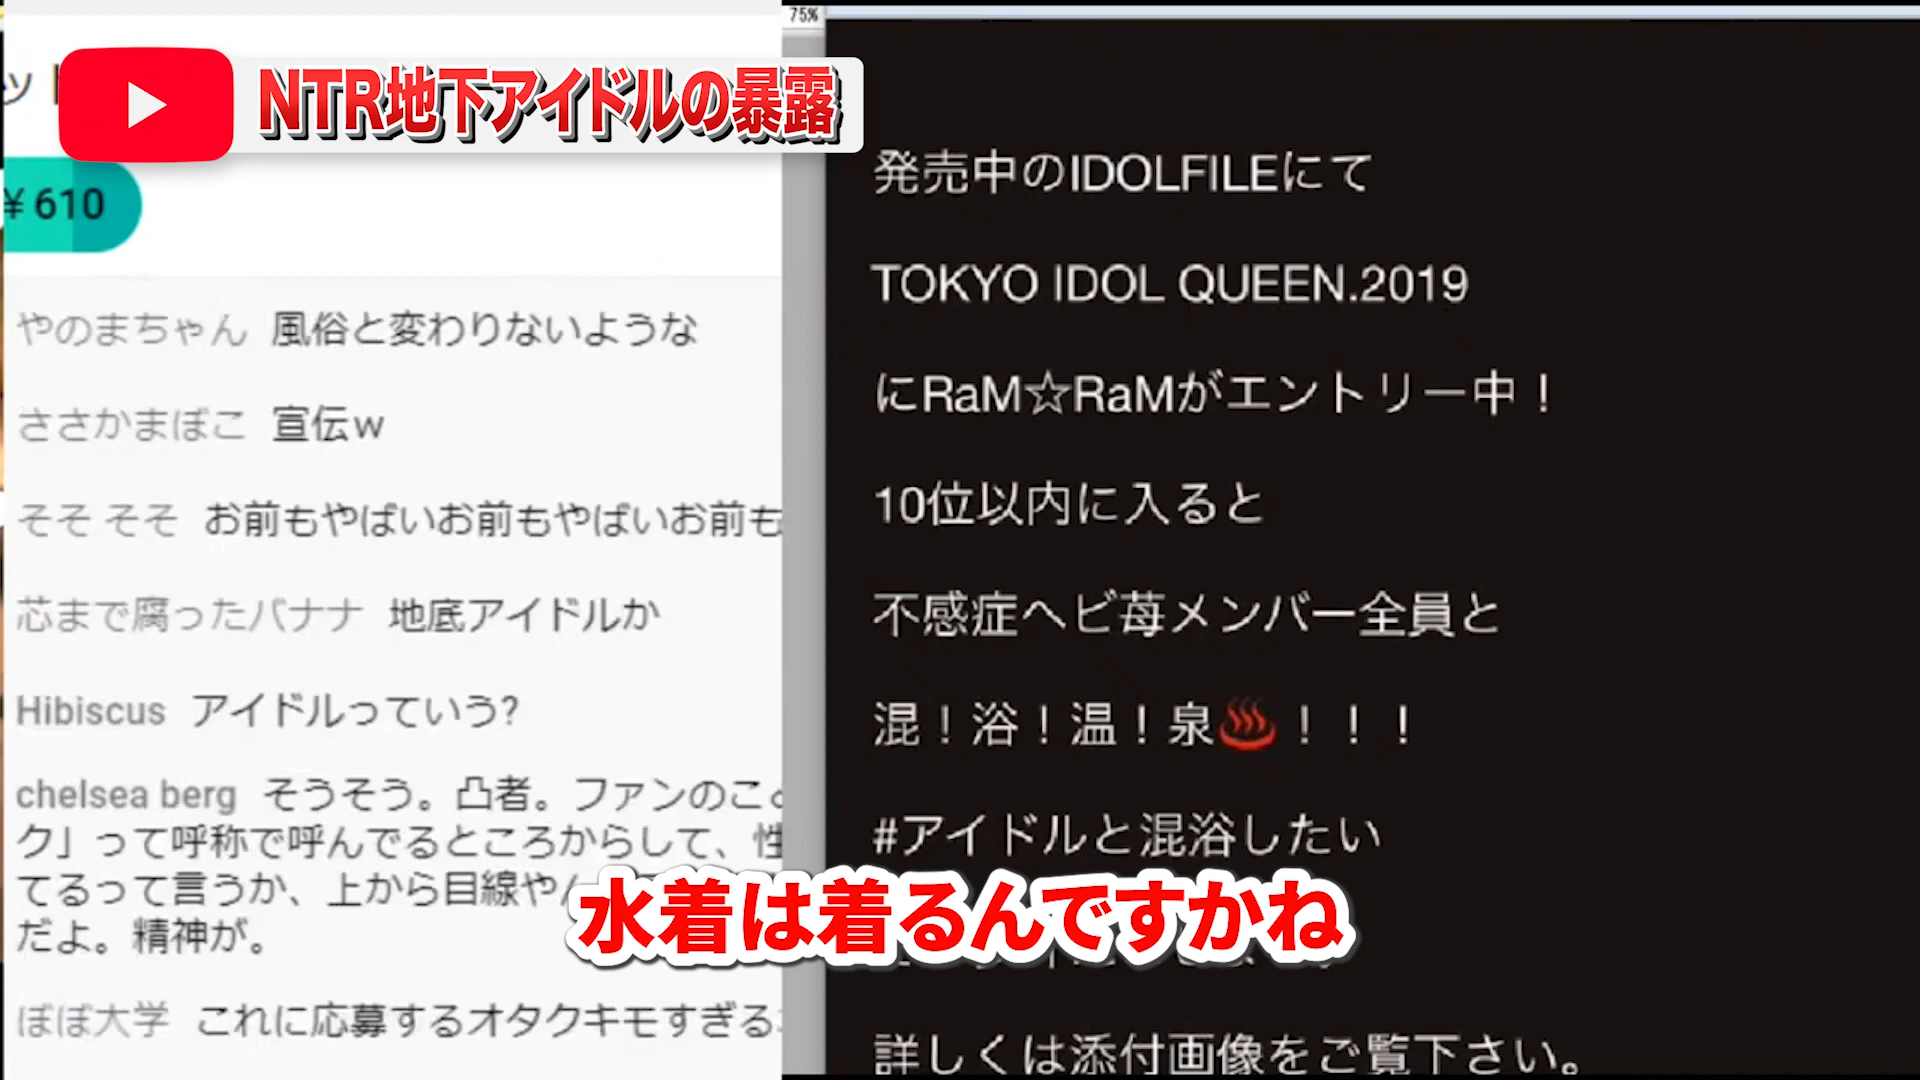 75%
ット
NTR地下アイドルの暴露
¥610
やのまちゃん 風俗と変わりないような
ささかまぼこ 宣伝w
そそ そそ お前もやばいお前もやばいお前も
芯まで腐ったバナナ 地底アイドルか
Hibiscus アイドルっていう?
chelsea berg そうそう。凸者。ファンのこと
ク」って呼称で呼んでるところからして、性
てるって言うか、上から目線や
だよ。精神が。
ぽぽ大学 これに応募するオタクキモすぎる
発売中のIDOLFILEにて
TOKYO IDOL QUEEN.2019
にRaM☆RaMがエントリー中！
10位以内に入ると
不感症ヘビ苺メンバー全員と
混！浴！温！泉♨！！！
#アイドルと混浴したい
水着は着るんですかね
詳しくは添付画像をご覧下さい。